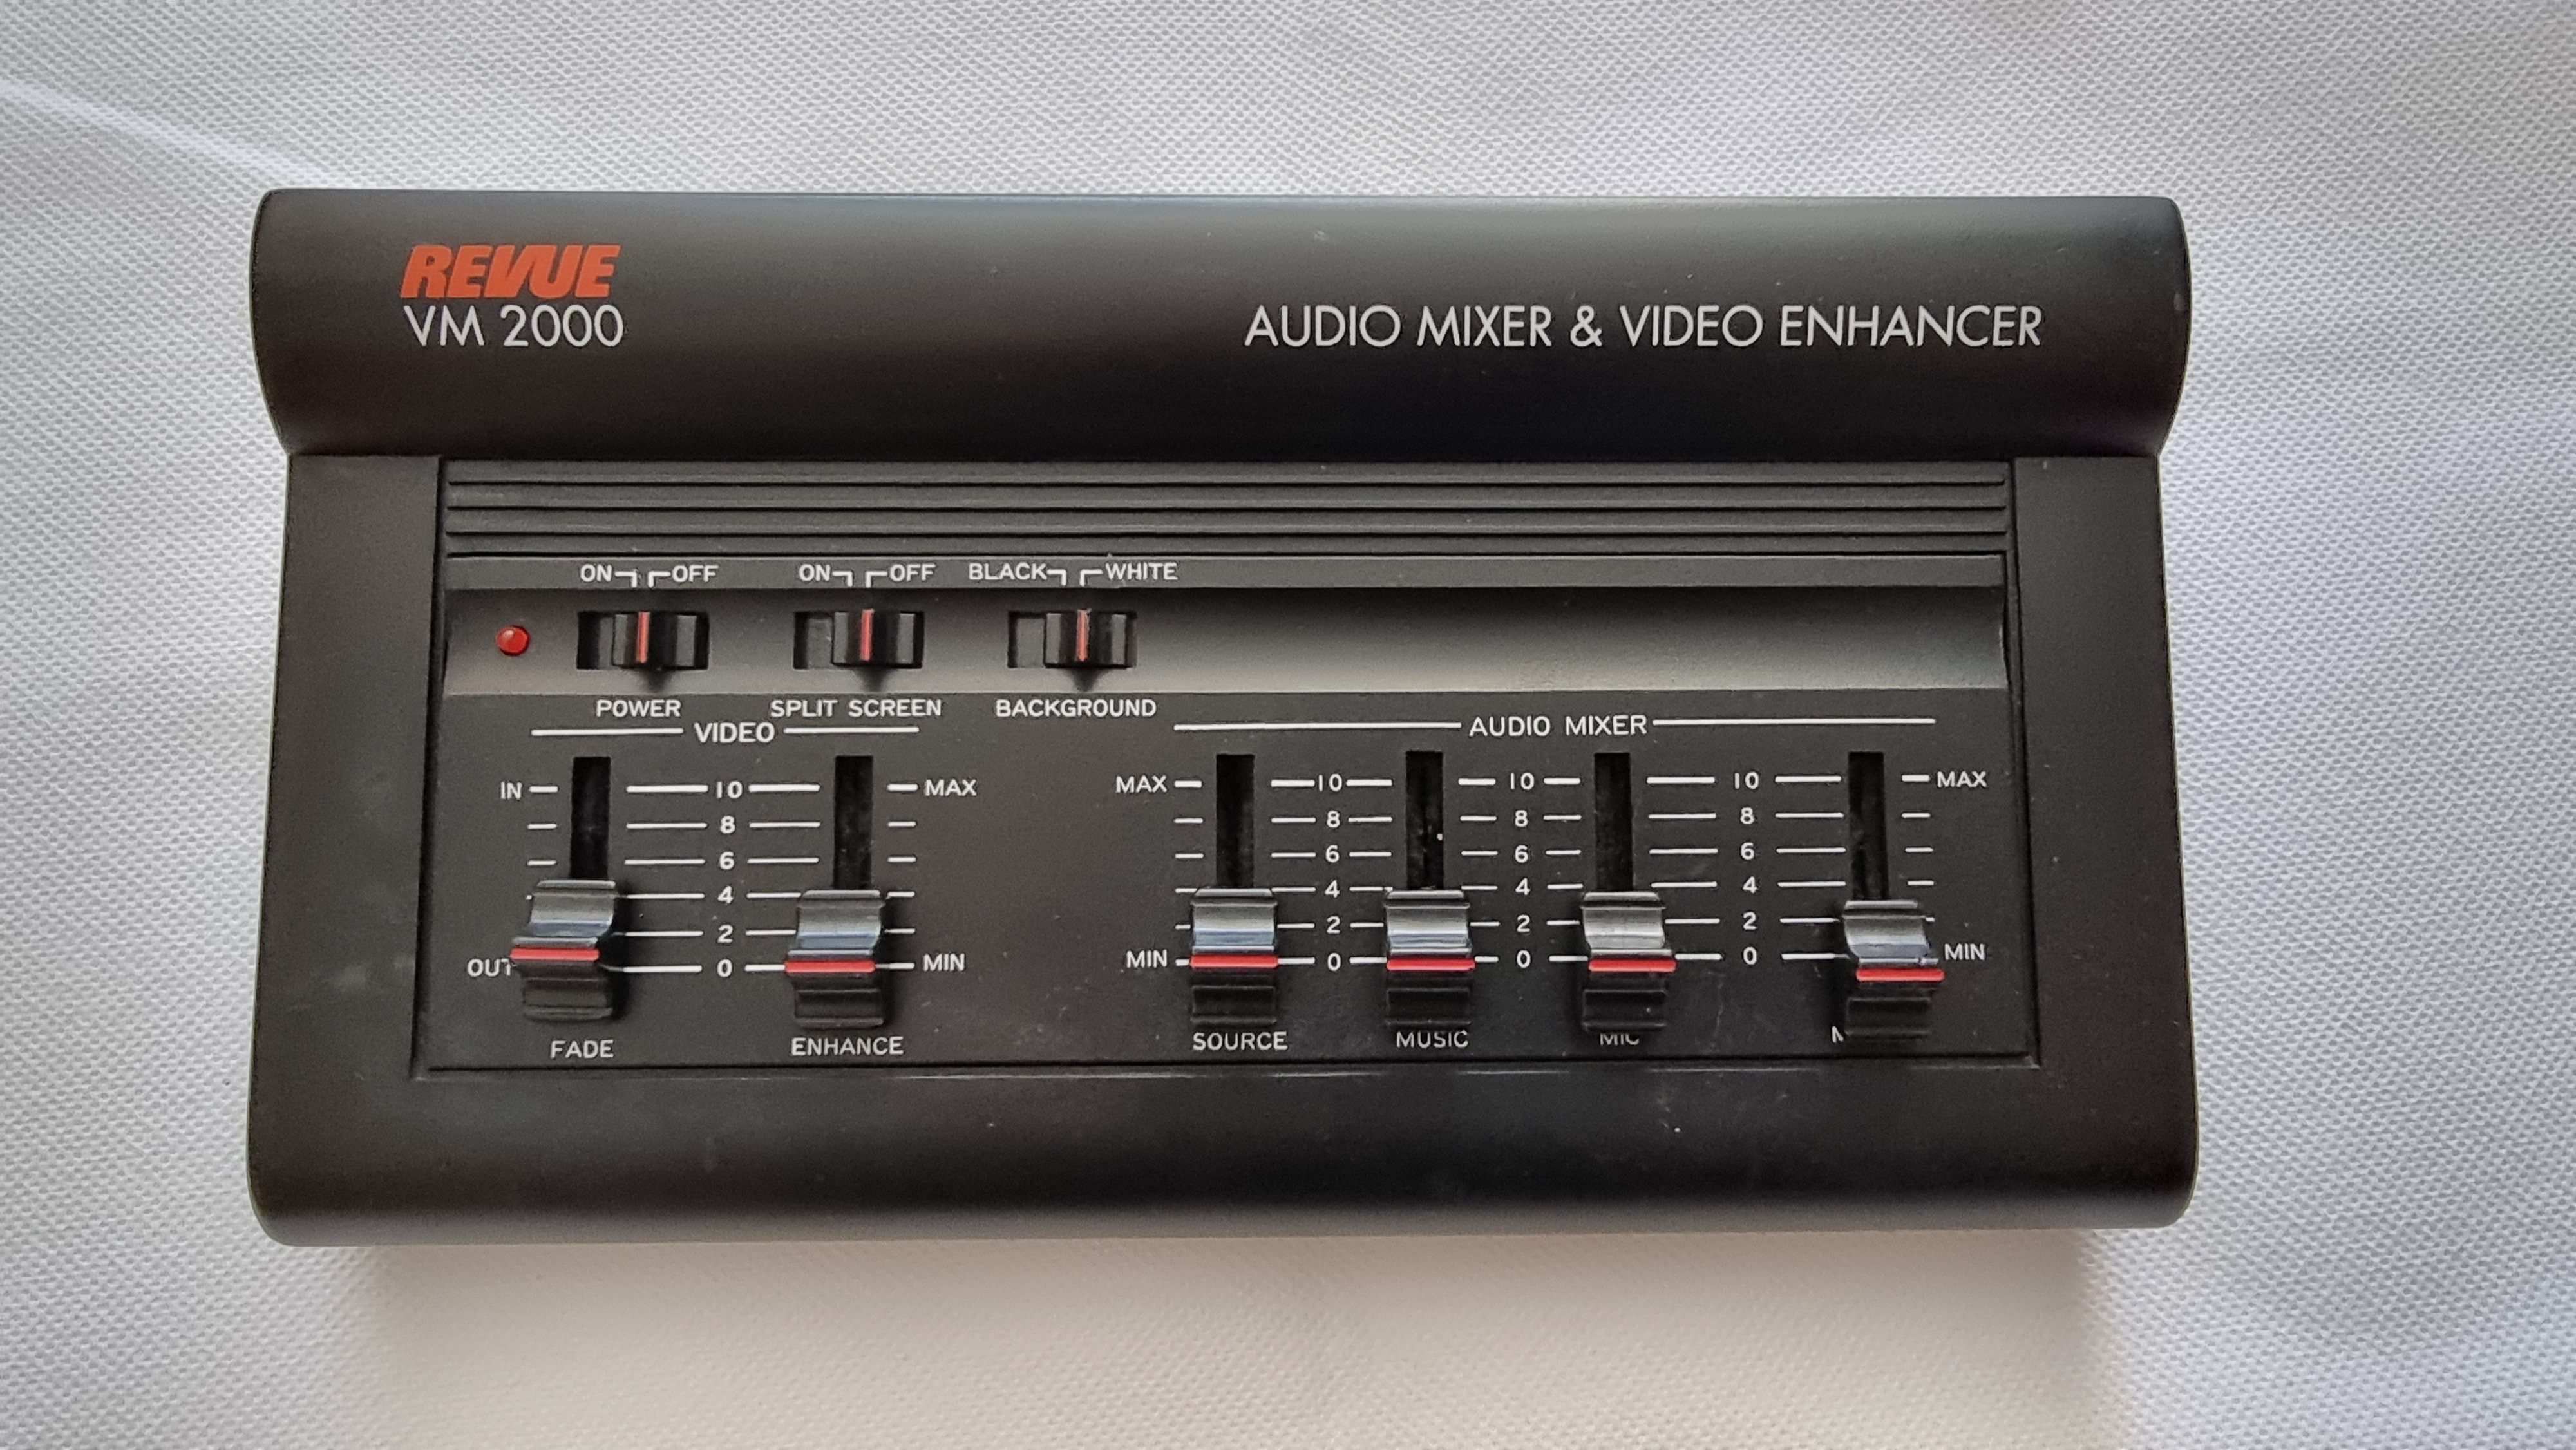 REVUE
VM 2000
AUDIO MIXER & VIDEO ENHANCER
ON OFF ON OFF BLACK WHITE
POWER SPLIT SCREEN BACKGROUND
VIDEO AUDIO MIXER
IN 10 MAX MAX 10 10 10 MAX
8 8 8 8
6 6 6 6
4 4 4 4
2 2 2 2
OUT 0 MIN MIN 0 0 0 MIN
FADE ENHANCE SOURCE MUSIC MIC